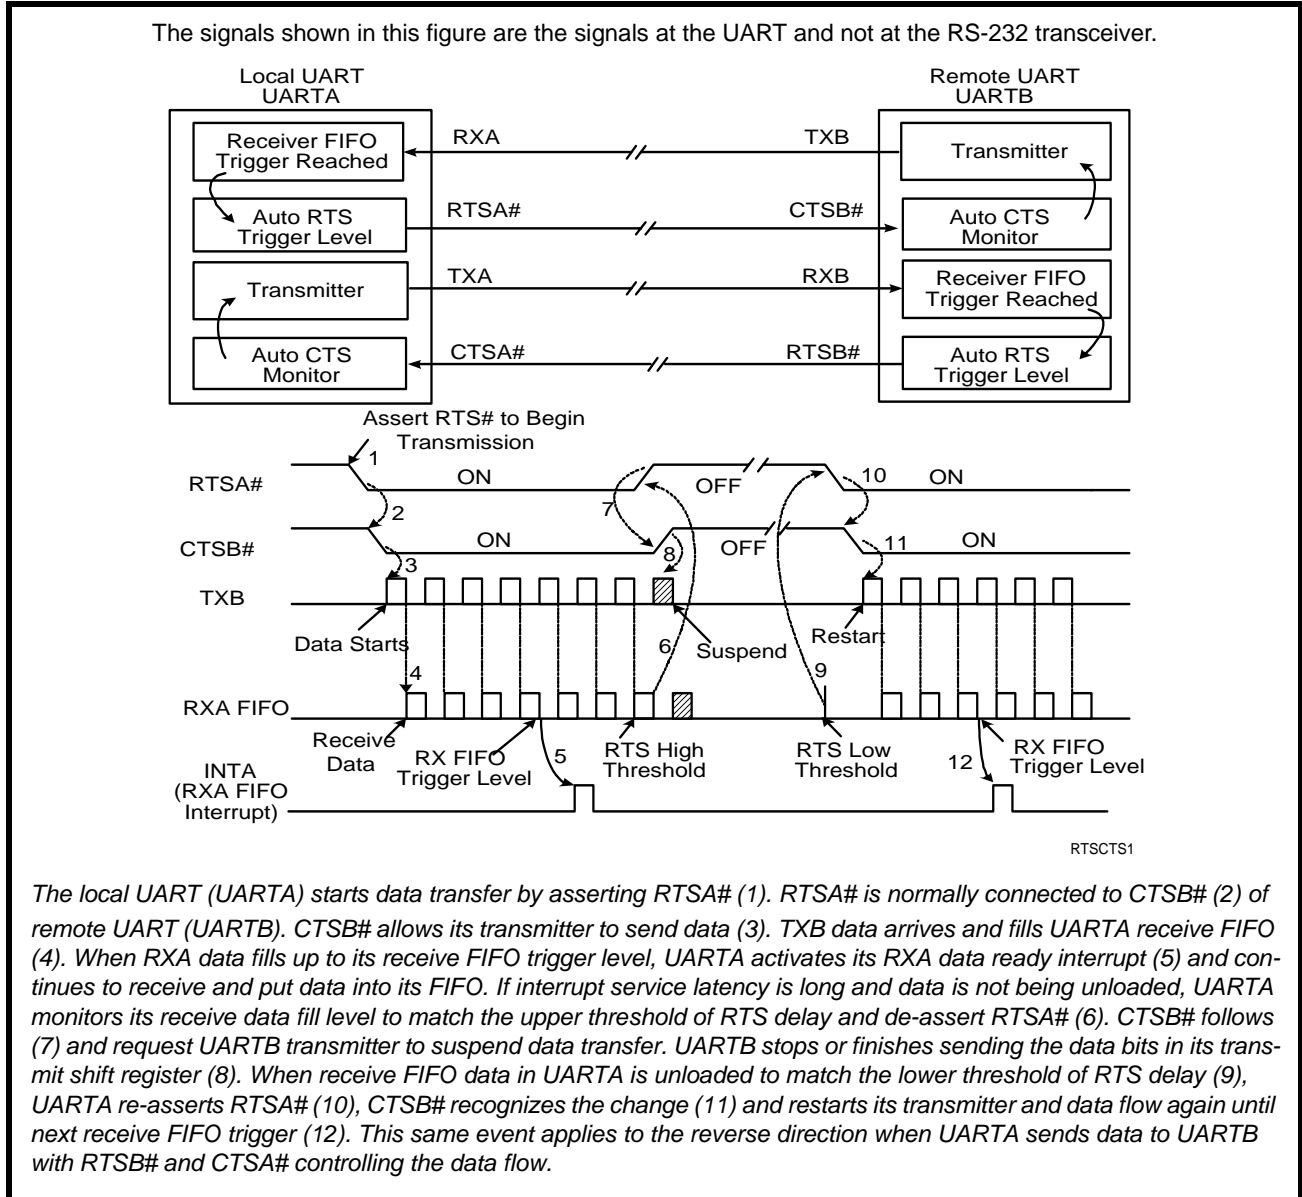 The signals shown in this figure are the signals at the UART and not at the RS-232 transceiver.
Local UART
UARTA
Remote UART
UARTB
Receiver FIFO
Trigger Reached
RXA
TXB
Transmitter
Auto RTS
Trigger Level
RTSA#
CTSB#
Auto CTS
Monitor
Transmitter
TXA
RXB
Receiver FIFO
Trigger Reached
Auto CTS
Monitor
CTSA#
RTSB#
Auto RTS
Trigger Level
Assert RTS# to Begin
Transmission
RTSA#
1
ON
7
OFF
10
ON
CTSB#
2
ON
8
OFF
11
ON
TXB
3
Data Starts
6
Suspend
Restart
4
9
RXA FIFO
Receive
Data
RX FIFO
Trigger Level
5
RTS High
Threshold
RTS Low
Threshold
12
RX FIFO
Trigger Level
INTA
(RXA FIFO
Interrupt)
RTSCTS1
The local UART (UARTA) starts data transfer by asserting RTSA# (1). RTSA# is normally connected to CTSB# (2) of
remote UART (UARTB). CTSB# allows its transmitter to send data (3). TXB data arrives and fills UARTA receive FIFO
(4). When RXA data fills up to its receive FIFO trigger level, UARTA activates its RXA data ready interrupt (5) and con-
tinues to receive and put data into its FIFO. If interrupt service latency is long and data is not being unloaded, UARTA
monitors its receive data fill level to match the upper threshold of RTS delay and de-assert RTSA# (6). CTSB# follows
(7) and request UARTB transmitter to suspend data transfer. UARTB stops or finishes sending the data bits in its trans-
mit shift register (8). When receive FIFO data in UARTA is unloaded to match the lower threshold of RTS delay (9),
UARTA re-asserts RTSA# (10), CTSB# recognizes the change (11) and restarts its transmitter and data flow again until
next receive FIFO trigger (12). This same event applies to the reverse direction when UARTA sends data to UARTB
with RTSB# and CTSA# controlling the data flow.